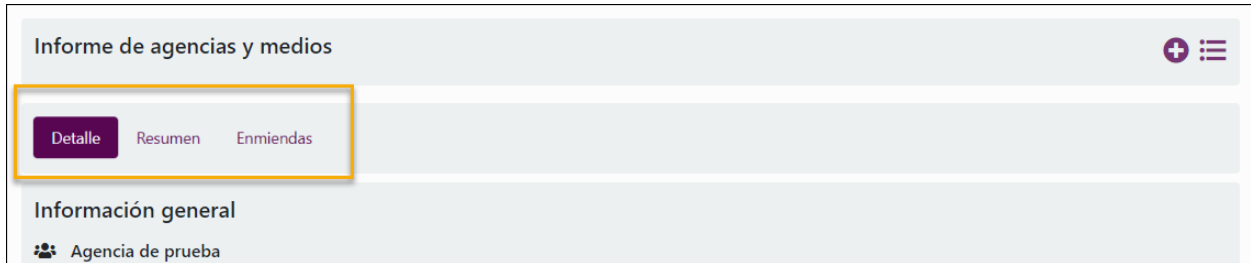 Informe de agencias y medios
Detalle Resumen Enmiendas
Información general
Agencia de prueba